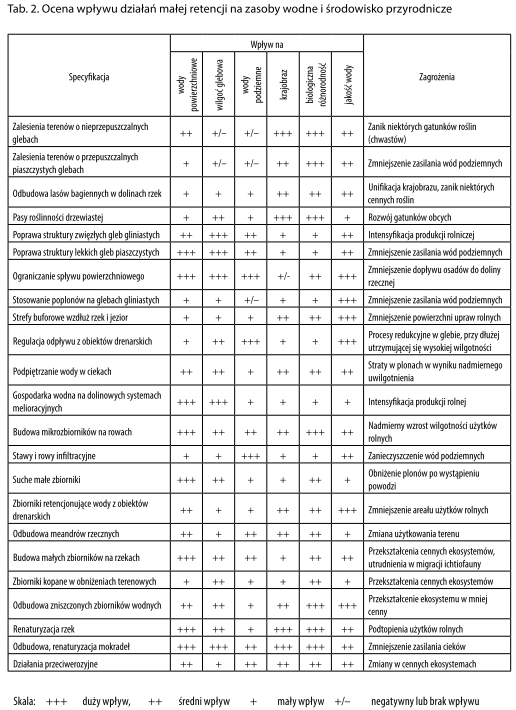 Tab. 2. Ocena wpływu działań małej retencji na zasoby wodne i środowisko przyrodnicze
Specyfikacja
Wpływ na
Zagrożenia
wody powierzchniowe
wilgoć glebowa
wody podziemne
krajobraz
biologiczna różnorodność
jakość wody
Zalesienia terenów o nieprzepuszczalnych glebach ++ +/– +/– +++ +++ ++ Zanik niektórych gatunków roślin (chwastów)
Zalesienia terenów o przepuszczalnych piaszczystych glebach + +/– +/– ++ +++ ++ Zmniejszenie zasilania wód podziemnych
Odbudowa lasów bagiennych w dolinach rzek + + + ++ ++ ++ Unifikacja krajobrazu, zanik niektórych cennych roślin
Pasy roślinności drzewiastej + ++ + +++ +++ + Rozwój gatunków obcych
Poprawa struktury zwięzłych gleb gliniastych ++ +++ ++ + + ++ Intensyfikacja produkcji rolniczej
Poprawa struktury lekkich gleb piaszczystych +++ +++ ++ + + ++ Zmniejszenie zasilania wód podziemnych
Ograniczanie spływu powierzchniowego +++ +++ +++ +/- ++ +++ Zmniejszenie dopływu osadów do doliny rzecznej
Stosowanie poplonów na glebach gliniastych + + +/– + + +++ Zmniejszenie zasilania wód podziemnych
Strefy buforowe wzdłuż rzek i jezior + + + ++ ++ +++ Zmniejszenie powierzchni upraw rolnych
Regulacja odpływu z obiektów drenarskich + ++ +++ + + +++ Procesy redukcyjne w glebie, przy dłużej utrzymującej się wysokiej wilgotności
Podpiętrzanie wody w ciekach ++ ++ + ++ ++ ++ Straty w plonach w wyniku nadmiernego uwilgotnienia
Gospodarka wodna na dolinowych systemach melioracyjnych +++ +++ + + + + Intensyfikacja produkcji rolnej
Budowa mikrozbiorników na rowach +++ ++ ++ ++ +++ ++ Nadmierny wzrost wilgotności użytków rolnych
Stawy i rowy infiltracyjne + + +++ + + ++ Zanieczyszczenie wód podziemnych
Suche małe zbiorniki +++ ++ + + ++ + Obniżenie plonów po wystąpieniu powodzi
Zbiorniki retencjonujące wody z obiektów drenarskich ++ + + ++ ++ +++ Zmniejszenie areału użytków rolnych
Odbudowa meandrów rzecznych ++ + ++ ++ ++ + Zmiana użytkowania terenu
Budowa małych zbiorników na rzekach +++ ++ ++ + ++ ++ Przekształcenia cennych ekosystemów, utrudnienia w migracji ichtiofauny
Zbiorniki kopane w obniżeniach terenowych + ++ + + ++ + Przekształcenia cennych ekosystemów
Odbudowa zniszczonych zbiorników wodnych ++ ++ + ++ +++ +++ Przekształcenie ekosystemu w mniej cenny
Renaturyzacja rzek +++ ++ + +++ +++ ++ Podtopienia użytków rolnych
Odbudowa, renaturyzacja mokradeł +++ +++ ++ +++ +++ ++ Zmniejszenie zasilania cieków
Działania przeciwerozyjne ++ + ++ ++ ++ ++ Zmiany w cennych ekosystemach
Skala: +++ duży wpływ, ++ średni wpływ + mały wpływ +/– negatywny lub brak wpływu